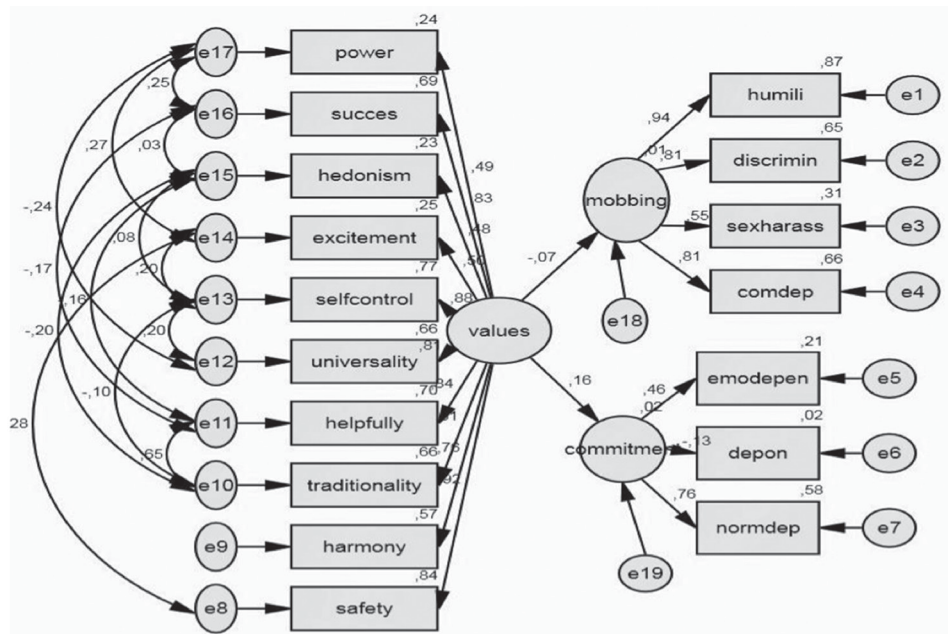 ,24
e17
power
,25
,69
e16
succes
,27
,03
,23
e15
hedonism
-,24
,25
e14
excitement
,08
-,17
,20
,77
e13
selfcontrol
,16
-,20
,20
,66
e12
universality
-,10
,70
e11
helpfully
28
,65
,66
e10
traditionality
,57
e9
harmony
,84
e8
safety
,49
,83
,48
,88
,81
,84
,76
,92
values
-,07
,16
mobbing
,01
,94
,81
,55
,81
e18
,87
humili
e1
,65
discrimin
e2
,31
sexharass
e3
,66
comdep
e4
commitme
,02
,46
-,13
,76
e19
,21
emodepen
e5
,02
depon
e6
,58
normdep
e7